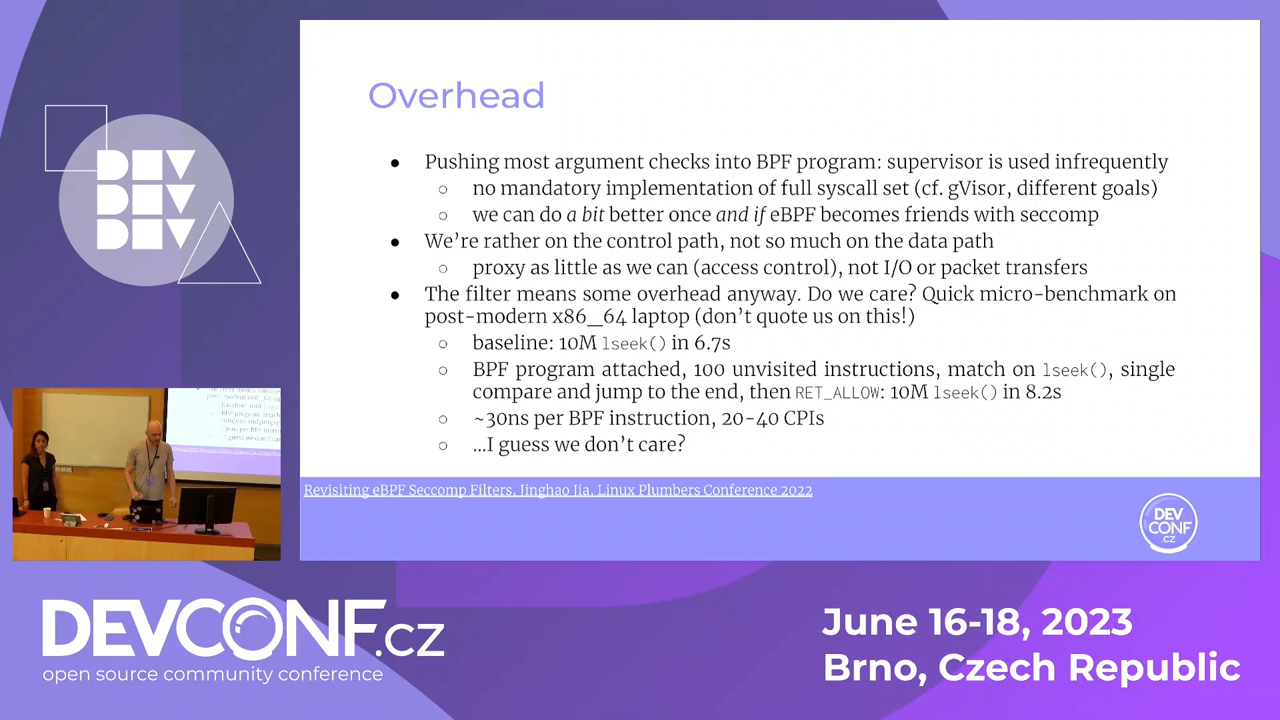 Overhead
● Pushing most argument checks into BPF program: supervisor is used infrequently
○ no mandatory implementation of full syscall set (cf. gVisor, different goals)
○ we can do a bit better once and if eBPF becomes friends with seccomp
● We’re rather on the control path, not so much on the data path
○ proxy as little as we can (access control), not I/O or packet transfers
● The filter means some overhead anyway. Do we care? Quick micro-benchmark on
post-modern x86_64 laptop (don’t quote us on this!)
○ baseline: 10M lseek() in 6.7s
○ BPF program attached, 100 unvisited instructions, match on lseek(), single
compare and jump to the end, then RET_ALLOW: 10M lseek() in 8.2s
○ ~30ns per BPF instruction, 20-40 CPIs
○ …I guess we don’t care?
Revisiting eBPF Seccomp Filters, Jinghao Jia, Linux Plumbers Conference 2022
DEV
CONF
.CZ
DEV
DEV
DEV
DEVCONF.cz
open source community conference
June 16-18, 2023
Brno, Czech Republic